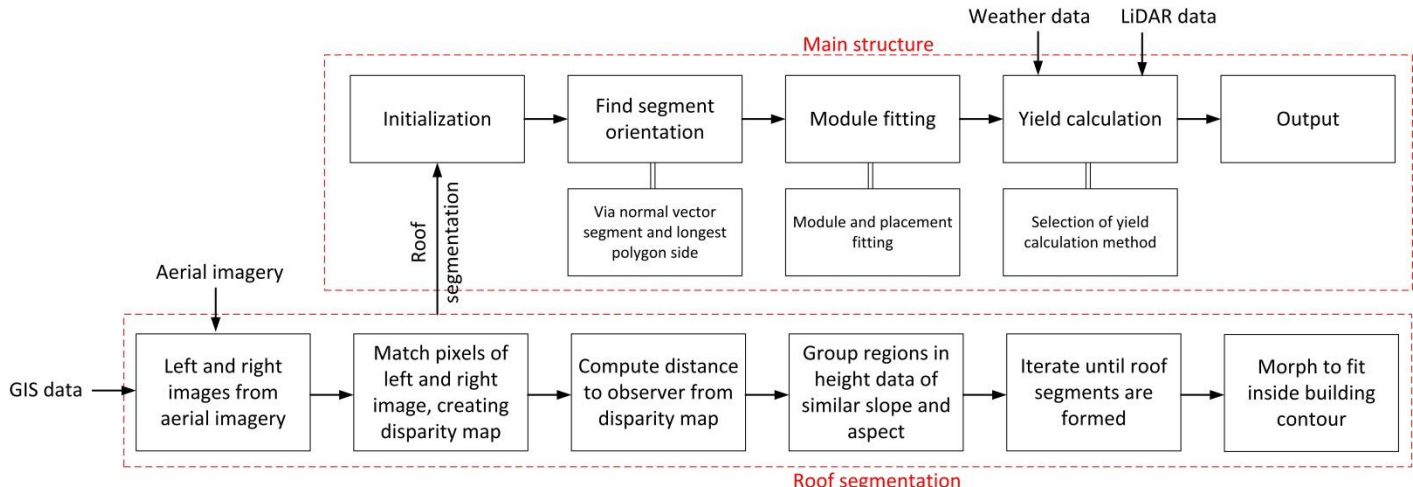 Weather data
LiDAR data
Main structure
Initialization
Find segment
orientation
Module fitting
Yield calculation
Output
Via normal vector
segment and longest
polygon side
Module and placement
fitting
Selection of yield
calculation method
Roof
segmentation
Aerial imagery
GIS data
Left and right
images from
aerial imagery
Match pixels of
left and right
image, creating
disparity map
Compute distance
to observer from
disparity map
Group regions in
height data of
similar slope and
aspect
Iterate until roof
segments are
formed
Morph to fit
inside building
contour
Roof segmentation